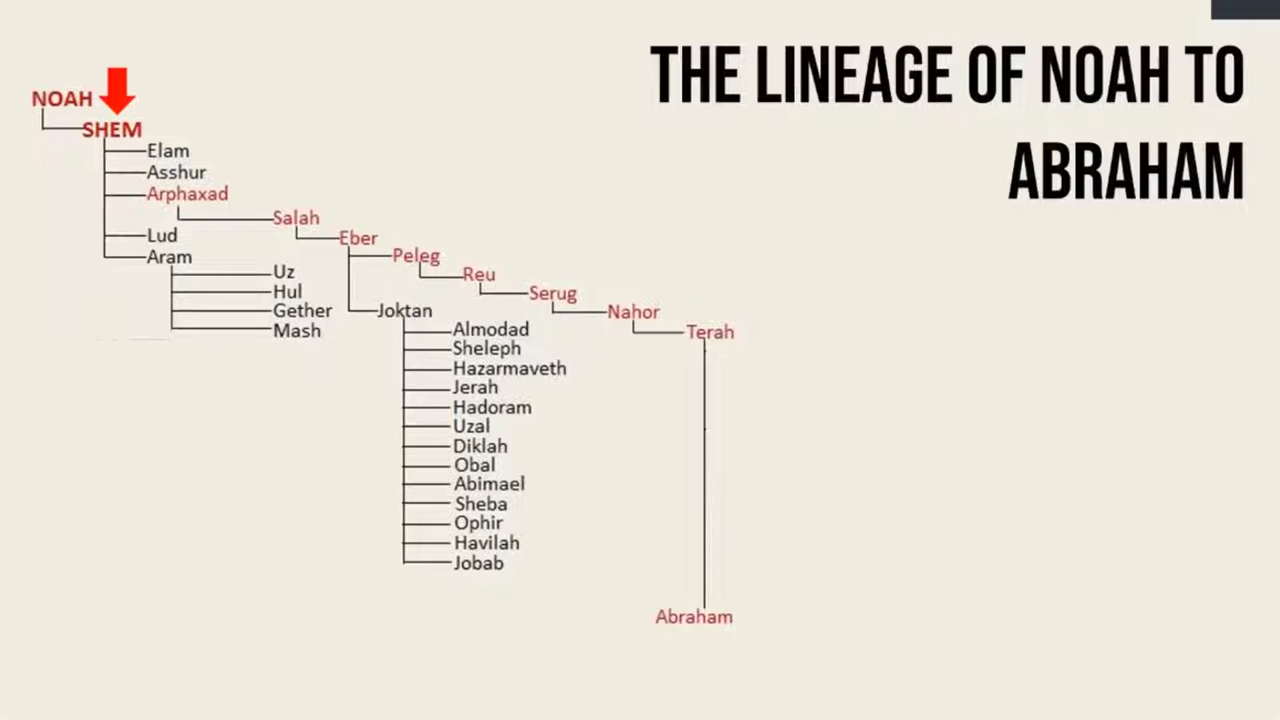 THE LINEAGE OF NOAH TO
ABRAHAM
NOAH
SHEM
Elam
Asshur
Arphaxad
Salah
Lud
Eber
Aram
Peleg
Uz
Reu
Hul
Serug
Gether
Joktan
Nahor
Mash
Almodad
Terah
Sheleph
Hazarmaveth
Jerah
Hadoram
Uzal
Diklah
Obal
Abimael
Sheba
Ophir
Havilah
Jobab
Abraham